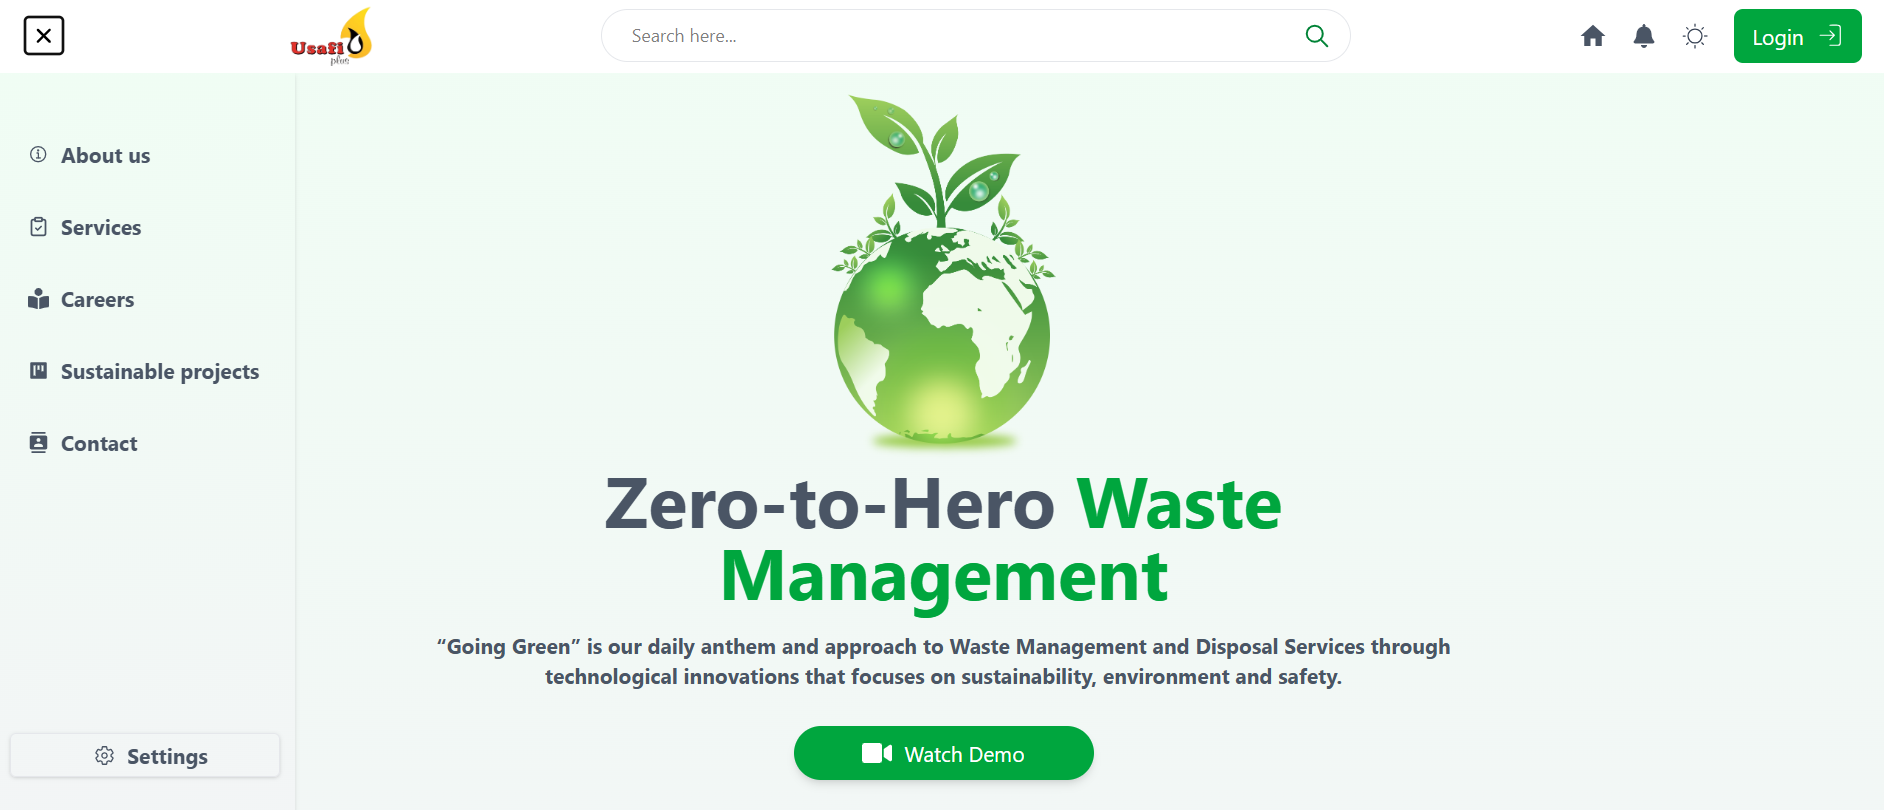 Usafi
plus
Search here...
Login
About us
Services
Careers
Sustainable projects
Contact
Settings
Zero-to-Hero Waste
Management
“Going Green” is our daily anthem and approach to Waste Management and Disposal Services through
technological innovations that focuses on sustainability, environment and safety.
Watch Demo